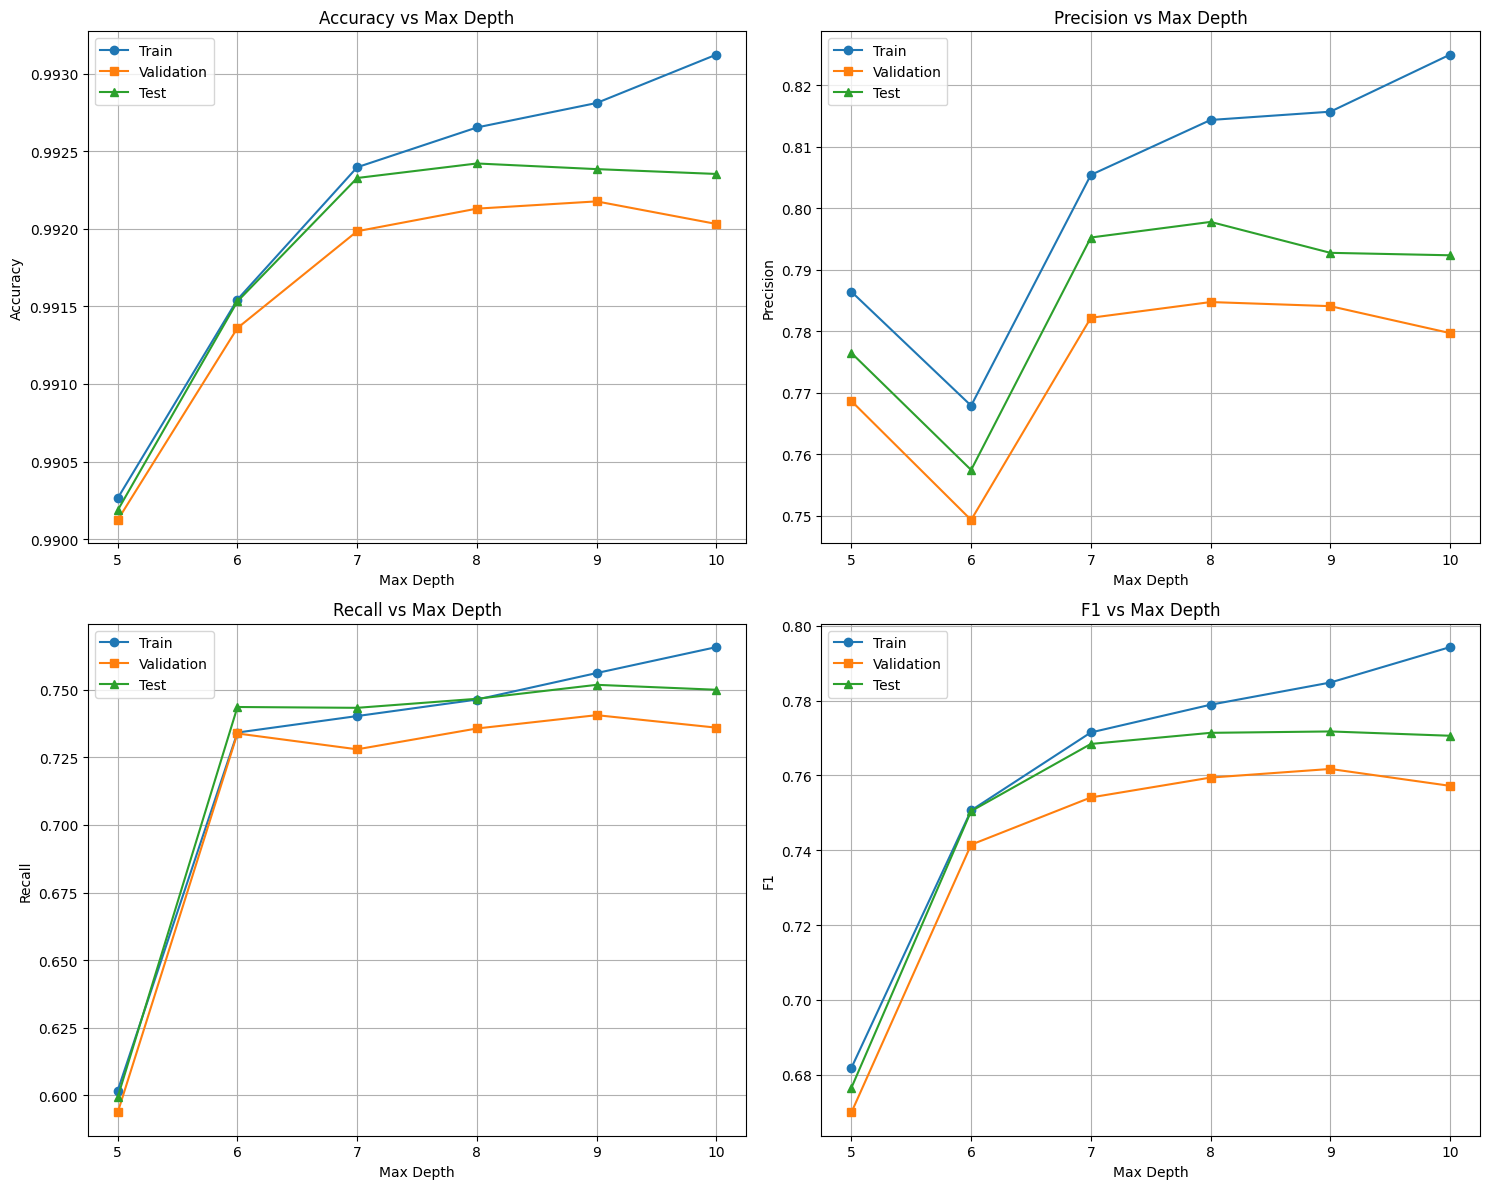 Accuracy vs Max Depth
Train
Validation
Test
0.9930
0.9925
0.9920
0.9915
0.9910
0.9905
0.9900
Accuracy
5 6 7 8 9 10
Max Depth
Precision vs Max Depth
Train
Validation
Test
0.82
0.81
0.80
0.79
0.78
0.77
0.76
0.75
Precision
5 6 7 8 9 10
Max Depth
Recall vs Max Depth
Train
Validation
Test
0.750
0.725
0.700
0.675
0.650
0.625
0.600
Recall
5 6 7 8 9 10
Max Depth
F1 vs Max Depth
Train
Validation
Test
0.80
0.78
0.76
0.74
0.72
0.70
0.68
F1
5 6 7 8 9 10
Max Depth